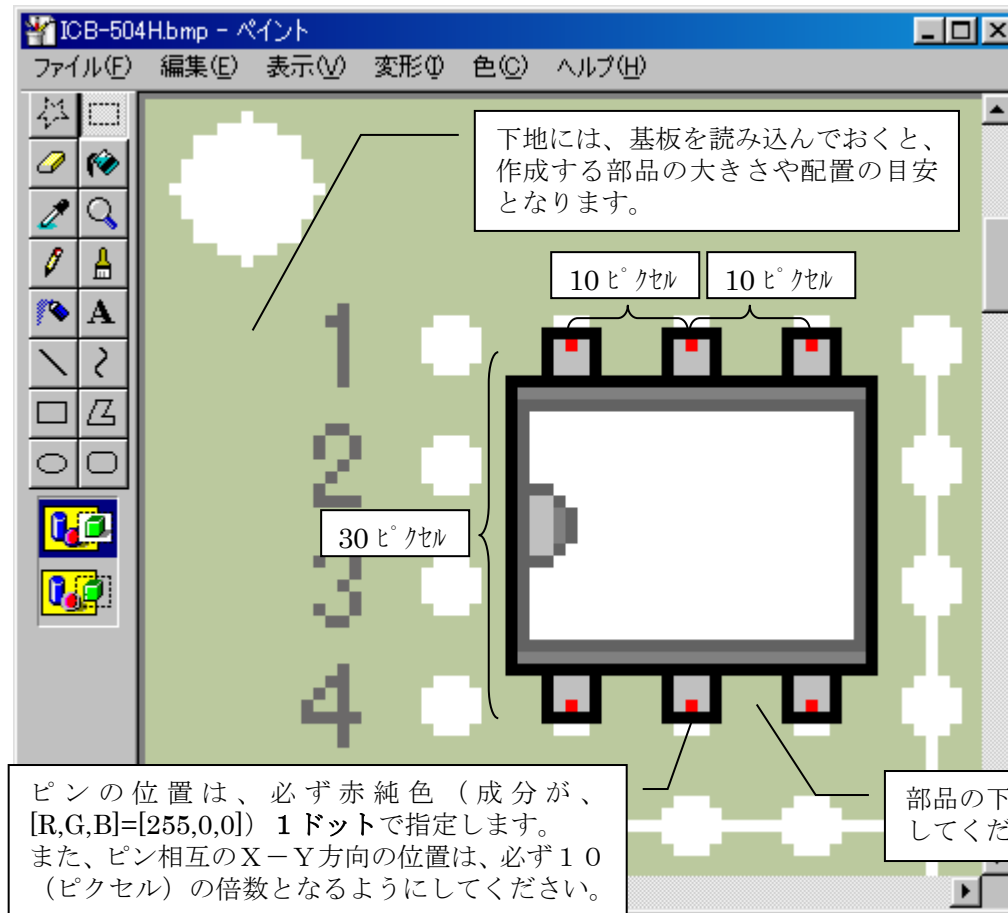 ICB-504H.bmp - ペイント
ファイル(F) 編集(E) 表示(V) 変形(I) 色(C) ヘルプ(H)
下地には、基板を読み込んでおくと、
作成する部品の大きさや配置の目安
となります。
10 ﾋﾟｸｾﾙ
10 ﾋﾟｸｾﾙ
A
1
2
30 ﾋﾟｸｾﾙ
3
4
ピンの位置は、必ず赤純色（成分が、
[R,G,B]=[255,0,0]）１ドットで指定します。
また、ピン相互のＸ－Ｙ方向の位置は、必ず１０
（ピクセル）の倍数となるようにしてください。
部品の下
してくだ